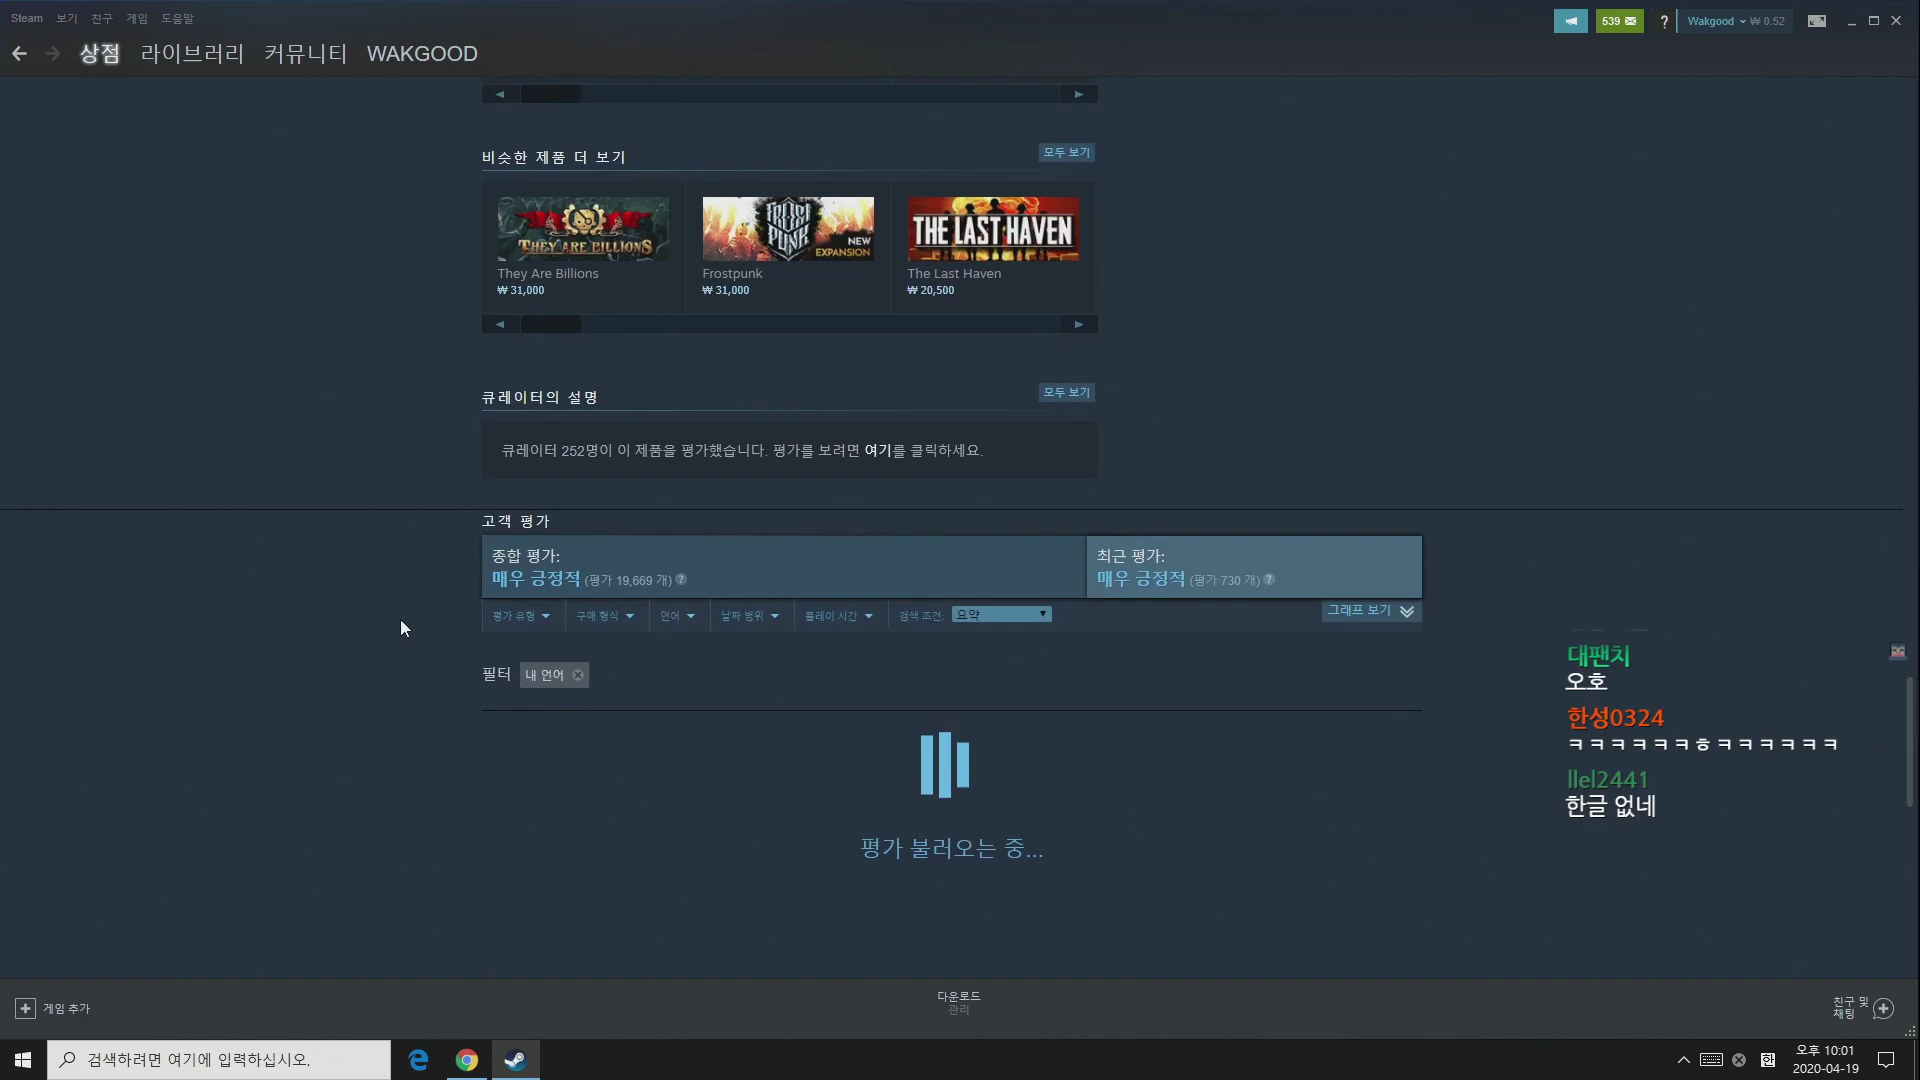 Steam 보기 친구 게임 도움말
539
?
Wakgood ₩ 0.52
상점 라이브러리 커뮤니티 WAKGOOD
비슷한 제품 더 보기
모두 보기
THEY ARE BILLIONS
FROST PUNK
NEW EXPANSION
THE LAST HAVEN
They Are Billions
₩ 31,000
Frostpunk
₩ 31,000
The Last Haven
₩ 20,500
큐레이터의 설명
모두 보기
큐레이터 252명이 이 제품을 평가했습니다. 평가를 보려면 여기를 클릭하세요.
고객 평가
종합 평가:
매우 긍정적 (평가 19,669 개) ?
최근 평가:
매우 긍정적 (평가 730 개) ?
평가 유형 구매 형식 언어 날짜 범위 플레이 시간 검색 조건: 요약
그래프 보기
필터 내 언어
평가 불러오는 중...
대팬치
오호
한성0324
ㅋㅋㅋㅋㅋㅋㅎㅋㅋㅋㅋㅋㅋ
llel2441
한글 없네
게임 추가
다운로드
관리
친구 및
채팅
검색하려면 여기에 입력하십시오.
한
오후 10:01
2020-04-19